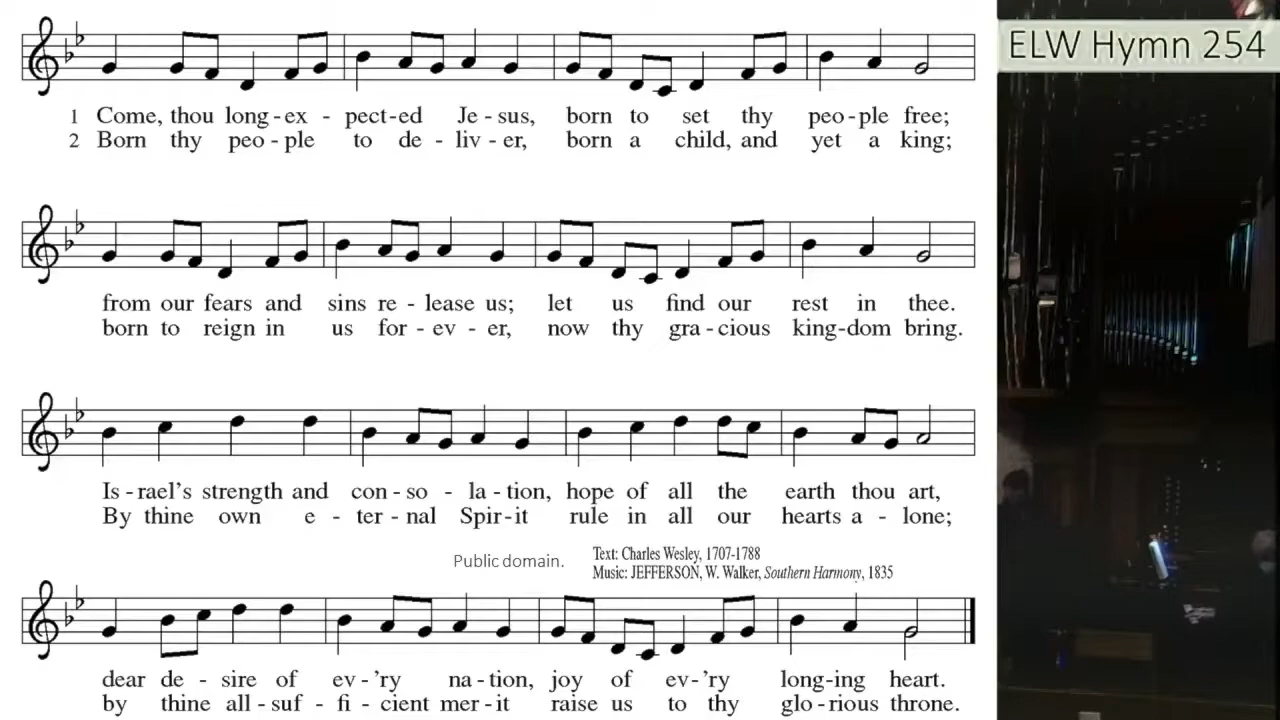 ELW Hymn 254
1 Come, thou long - ex - pect - ed Je - sus, born to set thy peo - ple free;
2 Born thy peo - ple to de - liv - er, born a child, and yet a king;
from our fears and sins re - lease us; let us find our rest in thee.
born to reign in us for - ev - er, now thy gra - cious king - dom bring.
Is - rael's strength and con - so - la - tion, hope of all the earth thou art,
By thine own e - ter - nal Spir - it rule in all our hearts a - lone;
Public domain.
Text: Charles Wesley, 1707-1788
Music: JEFFERSON, W. Walker, Southern Harmony, 1835
dear de - sire of ev - 'ry na - tion, joy of ev - 'ry long - ing heart.
by thine all - suf - fi - cient mer - it raise us to thy glo - rious throne.